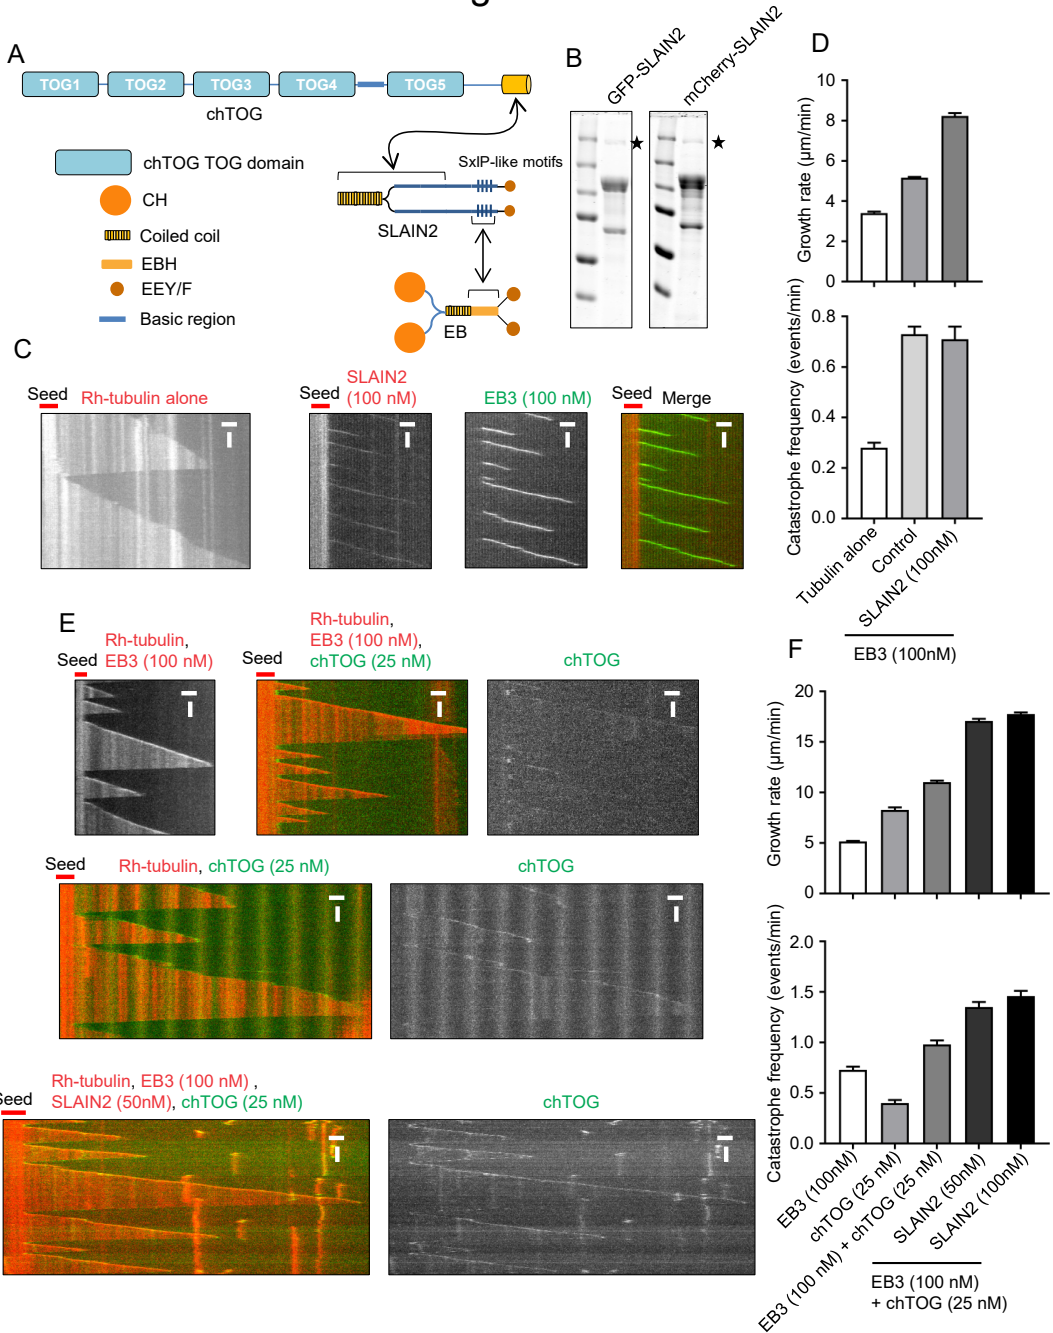 A
TOG1 TOG2 TOG3 TOG4 TOG5
chTOG
chTOG TOG domain
CH
Coiled coil
EBH
EEY/F
Basic region
SxIP-like motifs
SLAIN2
EB
B
GFP-SLAIN2
mCherry-SLAIN2
★
★
C
Seed
Rh-tubulin alone
Seed
SLAIN2
(100 nM)
EB3 (100 nM)
Seed
Merge
D
Growth rate (µm/min)
10
8
6
4
2
0
Catastrophe frequency (events/min)
0.8
0.6
0.4
0.2
0.0
Tubulin alone
Control
SLAIN2 (100nM)
EB3 (100nM)
E
Seed
Rh-tubulin,
EB3 (100 nM)
Seed
Rh-tubulin,
EB3 (100 nM),
chTOG (25 nM)
chTOG
Seed
Rh-tubulin, chTOG (25 nM)
chTOG
Seed
Rh-tubulin, EB3 (100 nM) ,
SLAIN2 (50nM), chTOG (25 nM)
chTOG
F
Growth rate (µm/min)
20
15
10
5
0
Catastrophe frequency (events/min)
2.0
1.5
1.0
0.5
0.0
EB3 (100nM)
chTOG (25 nM)
EB3 (100 nM) + chTOG (25 nM)
SLAIN2 (50nM)
SLAIN2 (100nM)
EB3 (100 nM)
+ chTOG (25 nM)